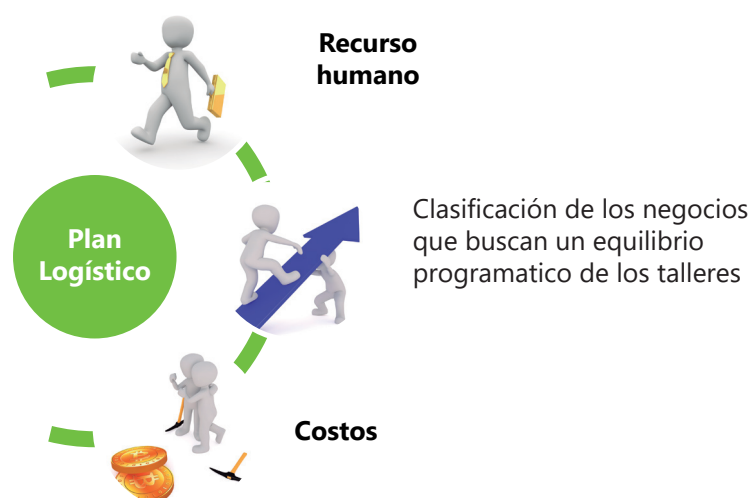 Recurso
humano
Plan
Logístico
Clasificación de los negocios
que buscan un equilibrio
programatico de los talleres
Costos